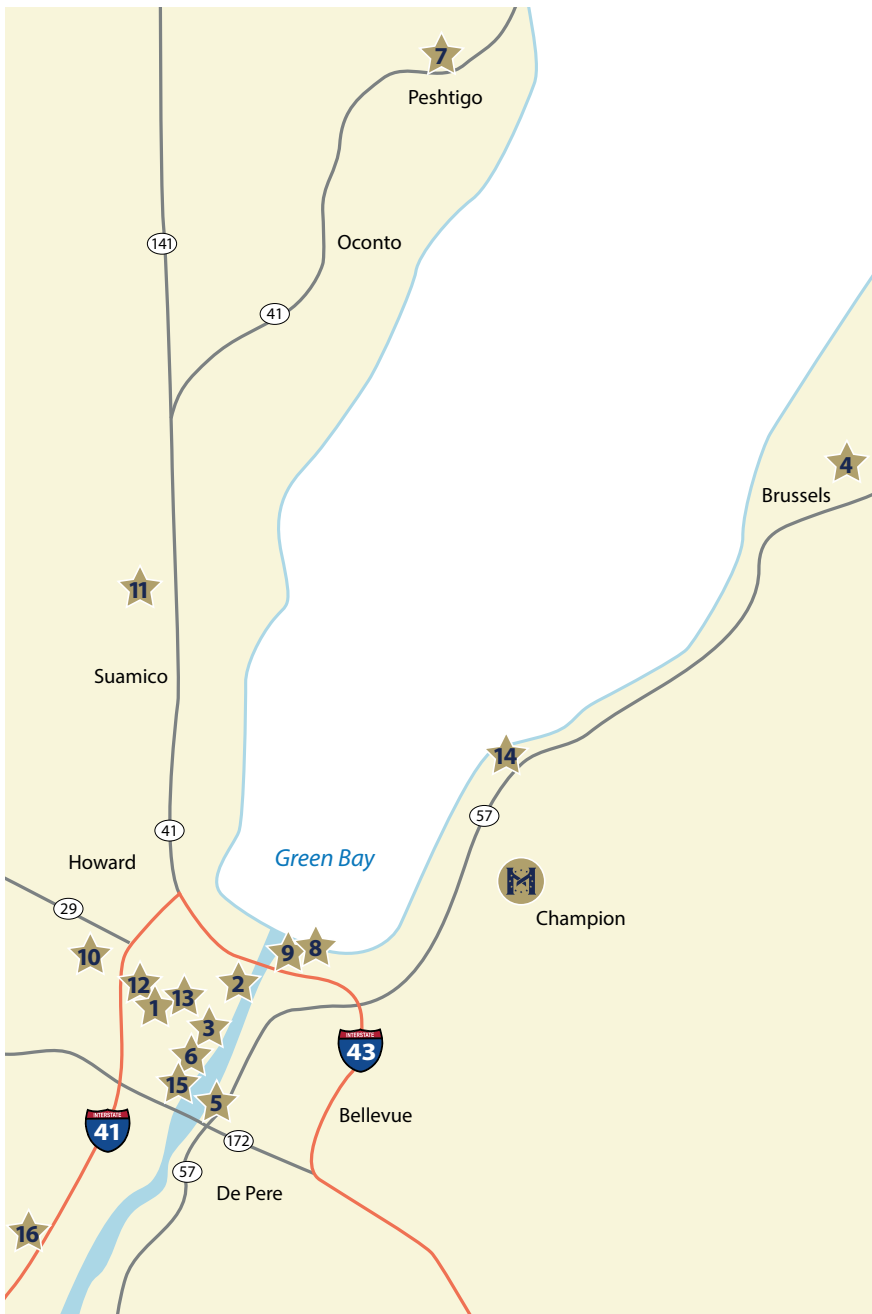 7
Peshtigo
141
Oconto
41
4
Brussels
11
Suamico
14
57
41
Howard
Green Bay
H
Champion
29
10
9
8
12
1
13
2
3
6
INTERSTATE
43
15
5
Bellevue
INTERSTATE
41
172
57
De Pere
16